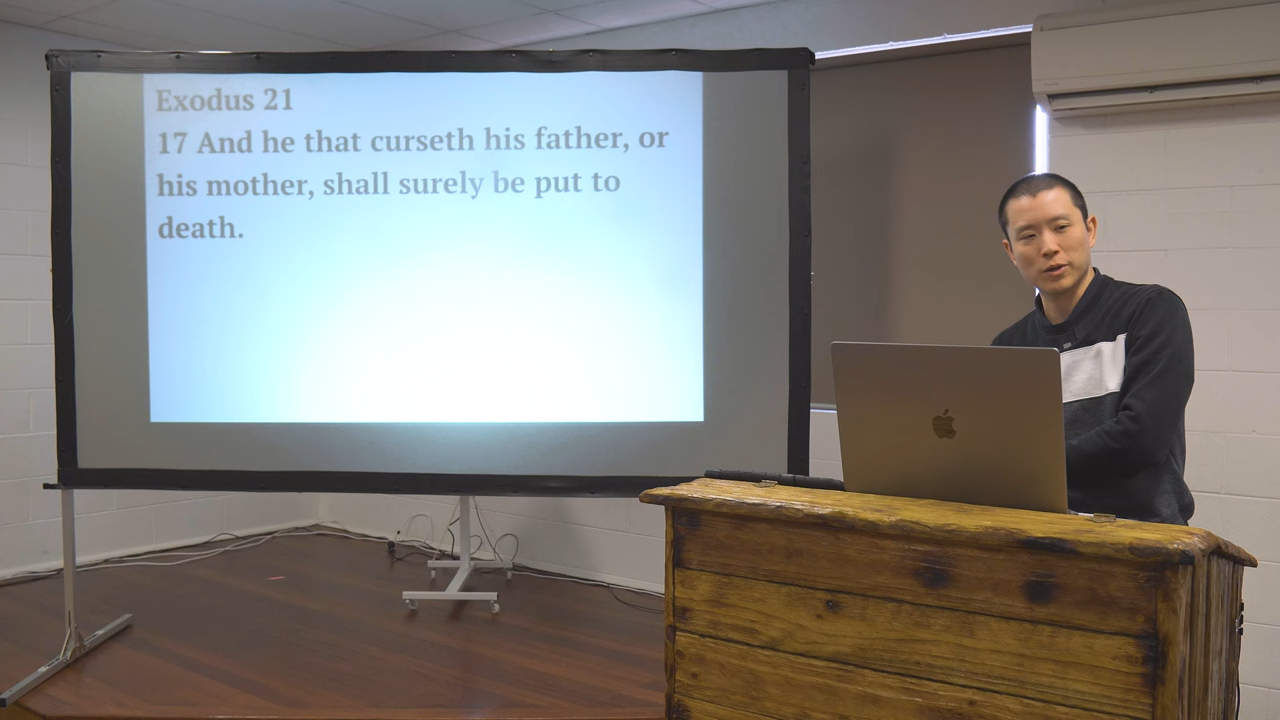 Exodus 21
17 And he that curseth his father, or
his mother, shall surely be put to
death.